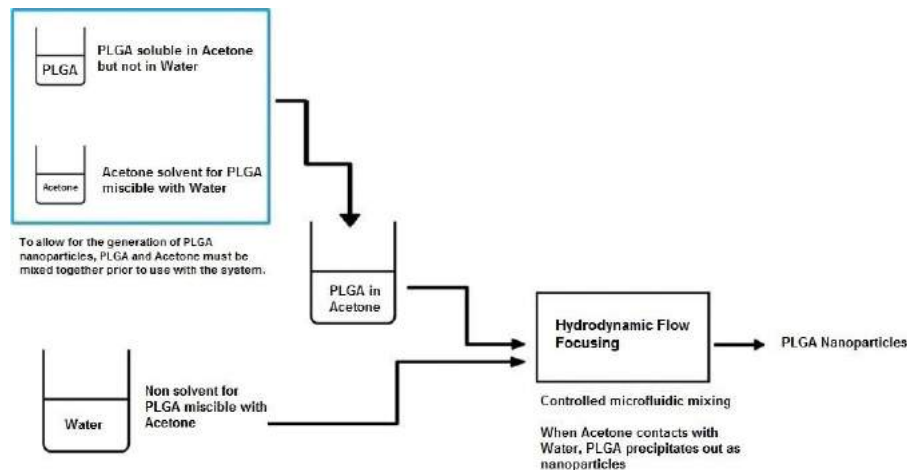 PLGA
PLGA soluble in Acetone
but not in Water
Acetone
Acetone solvent for PLGA
miscible with Water
To allow for the generation of PLGA
nanoparticles, PLGA and Acetone must be
mixed together prior to use with the system.
PLGA in
Acetone
Water
Non solvent for
PLGA miscible with
Acetone
Hydrodynamic Flow
Focusing
PLGA Nanoparticles
Controlled microfluidic mixing
When Acetone contacts with
Water, PLGA precipitates out as
nanoparticles